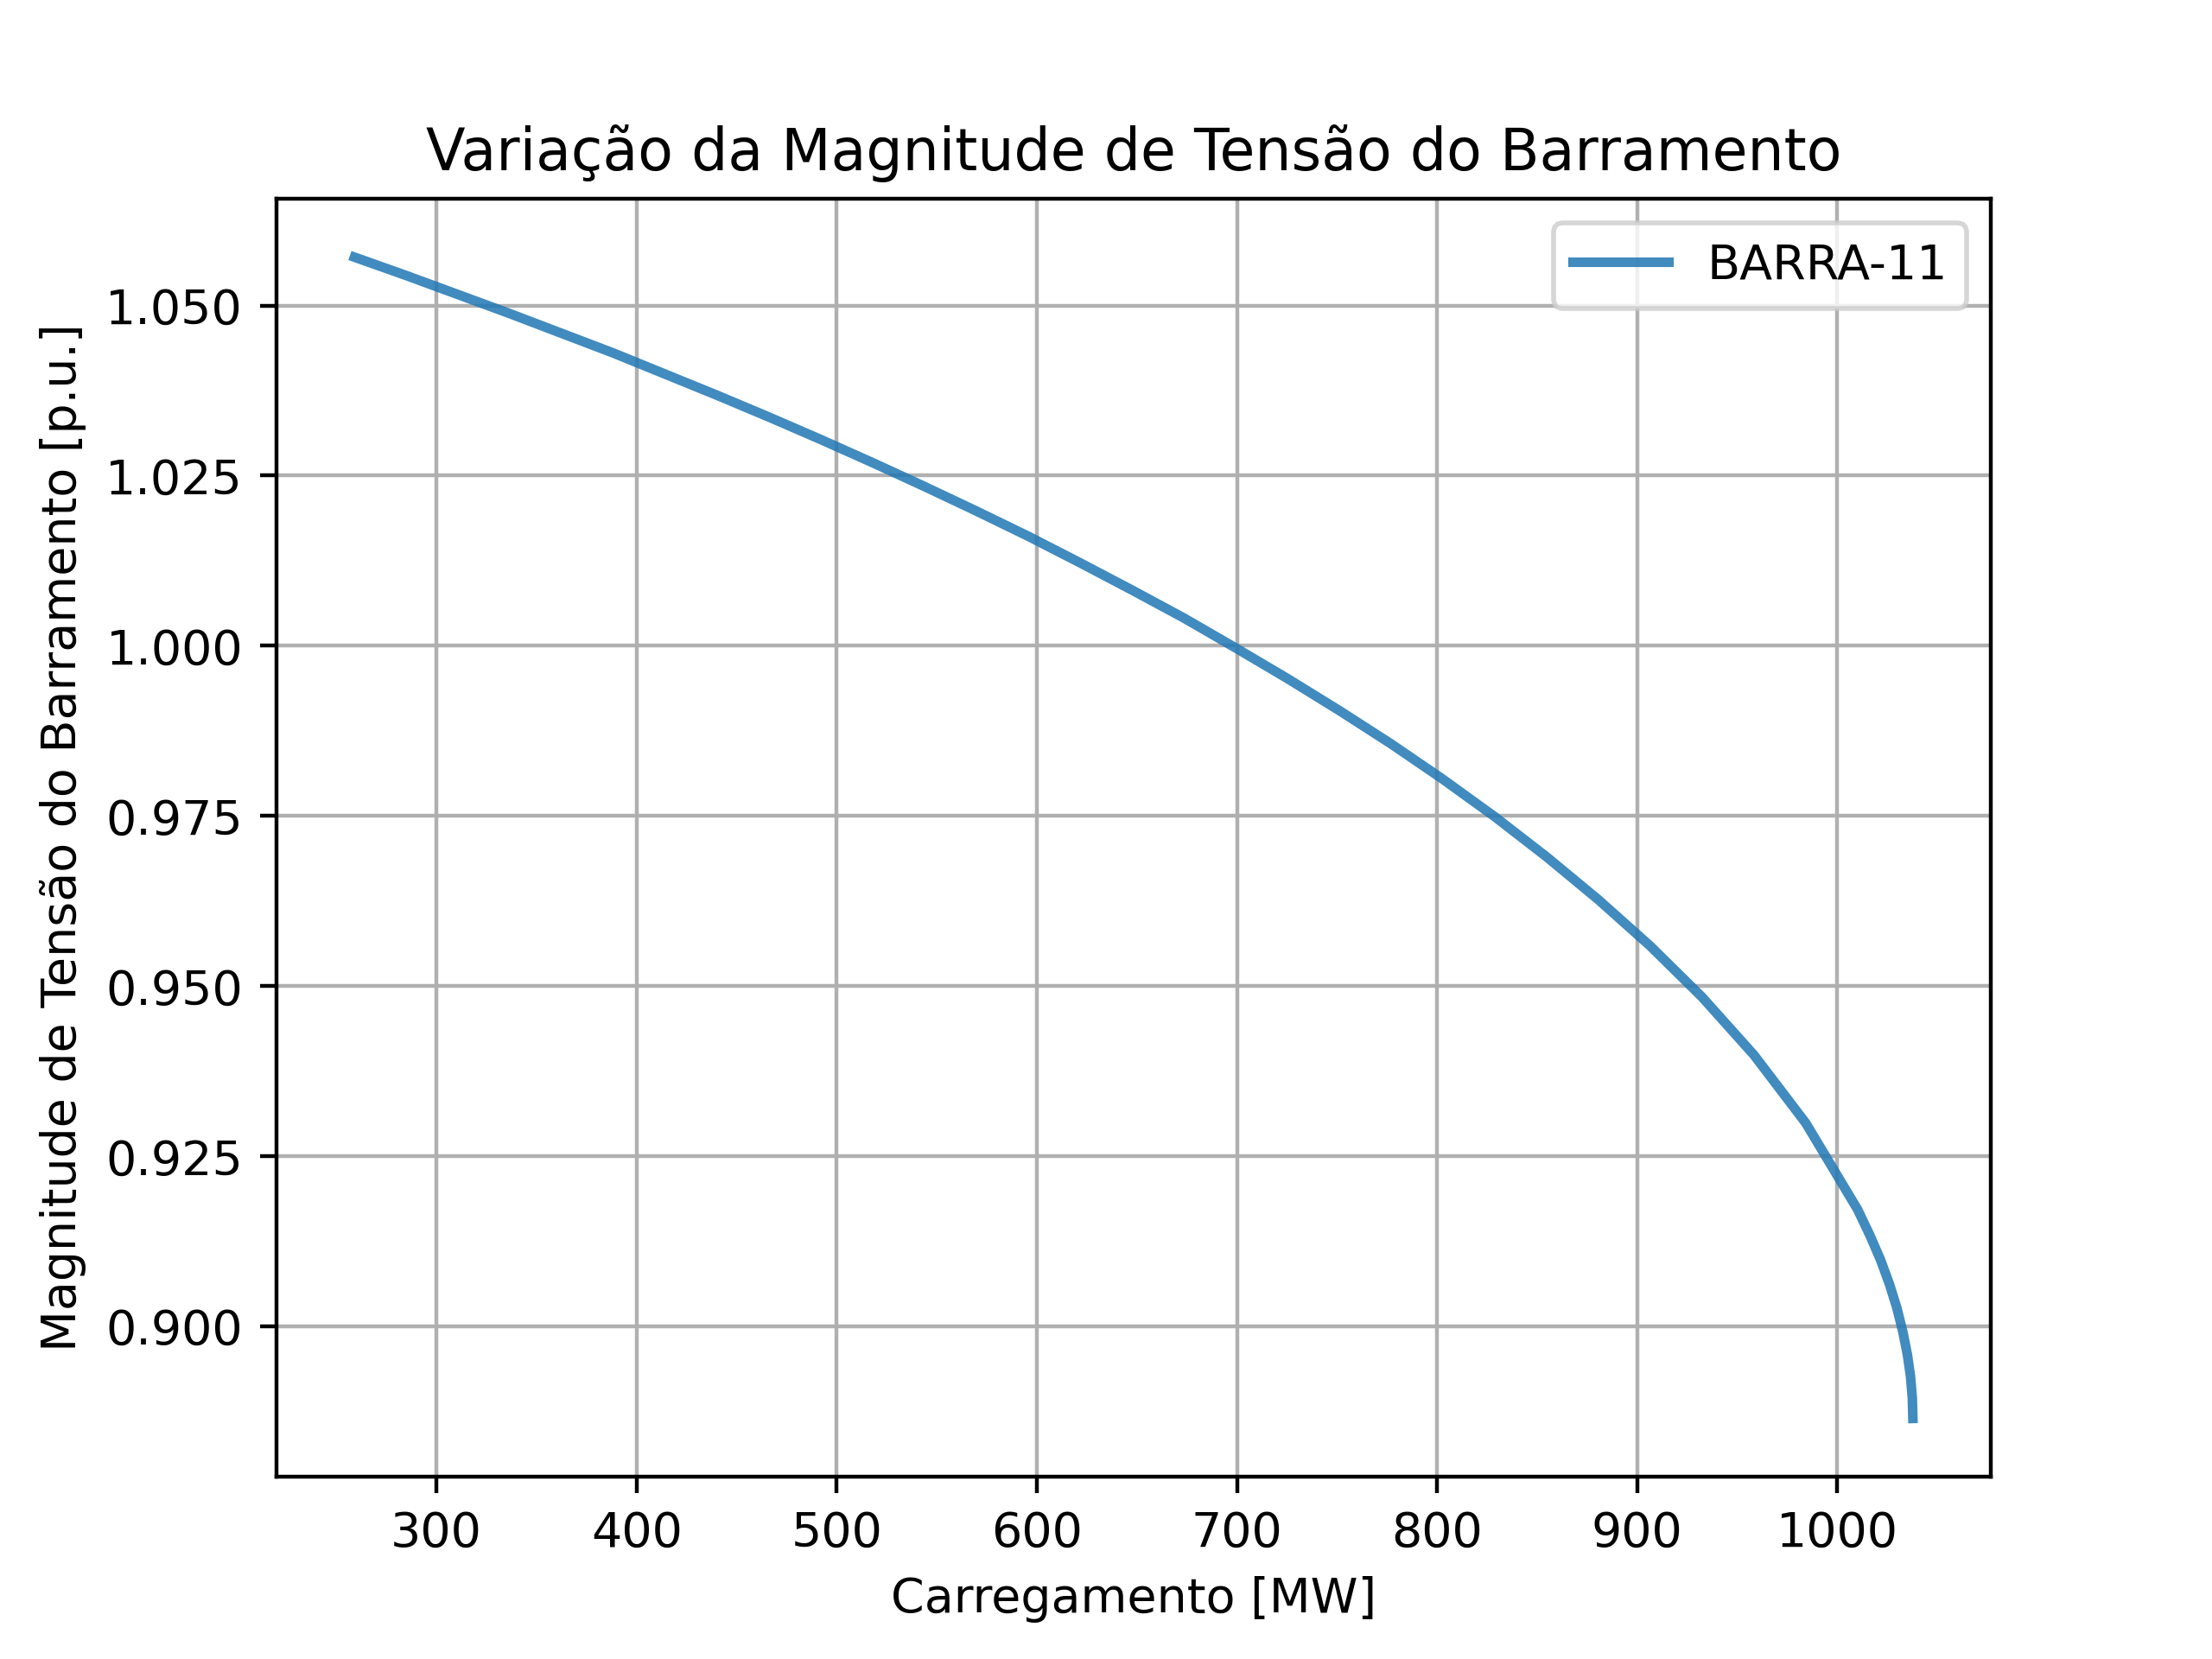 Variação da Magnitude de Tensão do Barramento
BARRA-11
Magnitude de Tensão do Barramento [p.u.]
1.050
1.025
1.000
0.975
0.950
0.925
0.900
300 400 500 600 700 800 900 1000
Carregamento [MW]